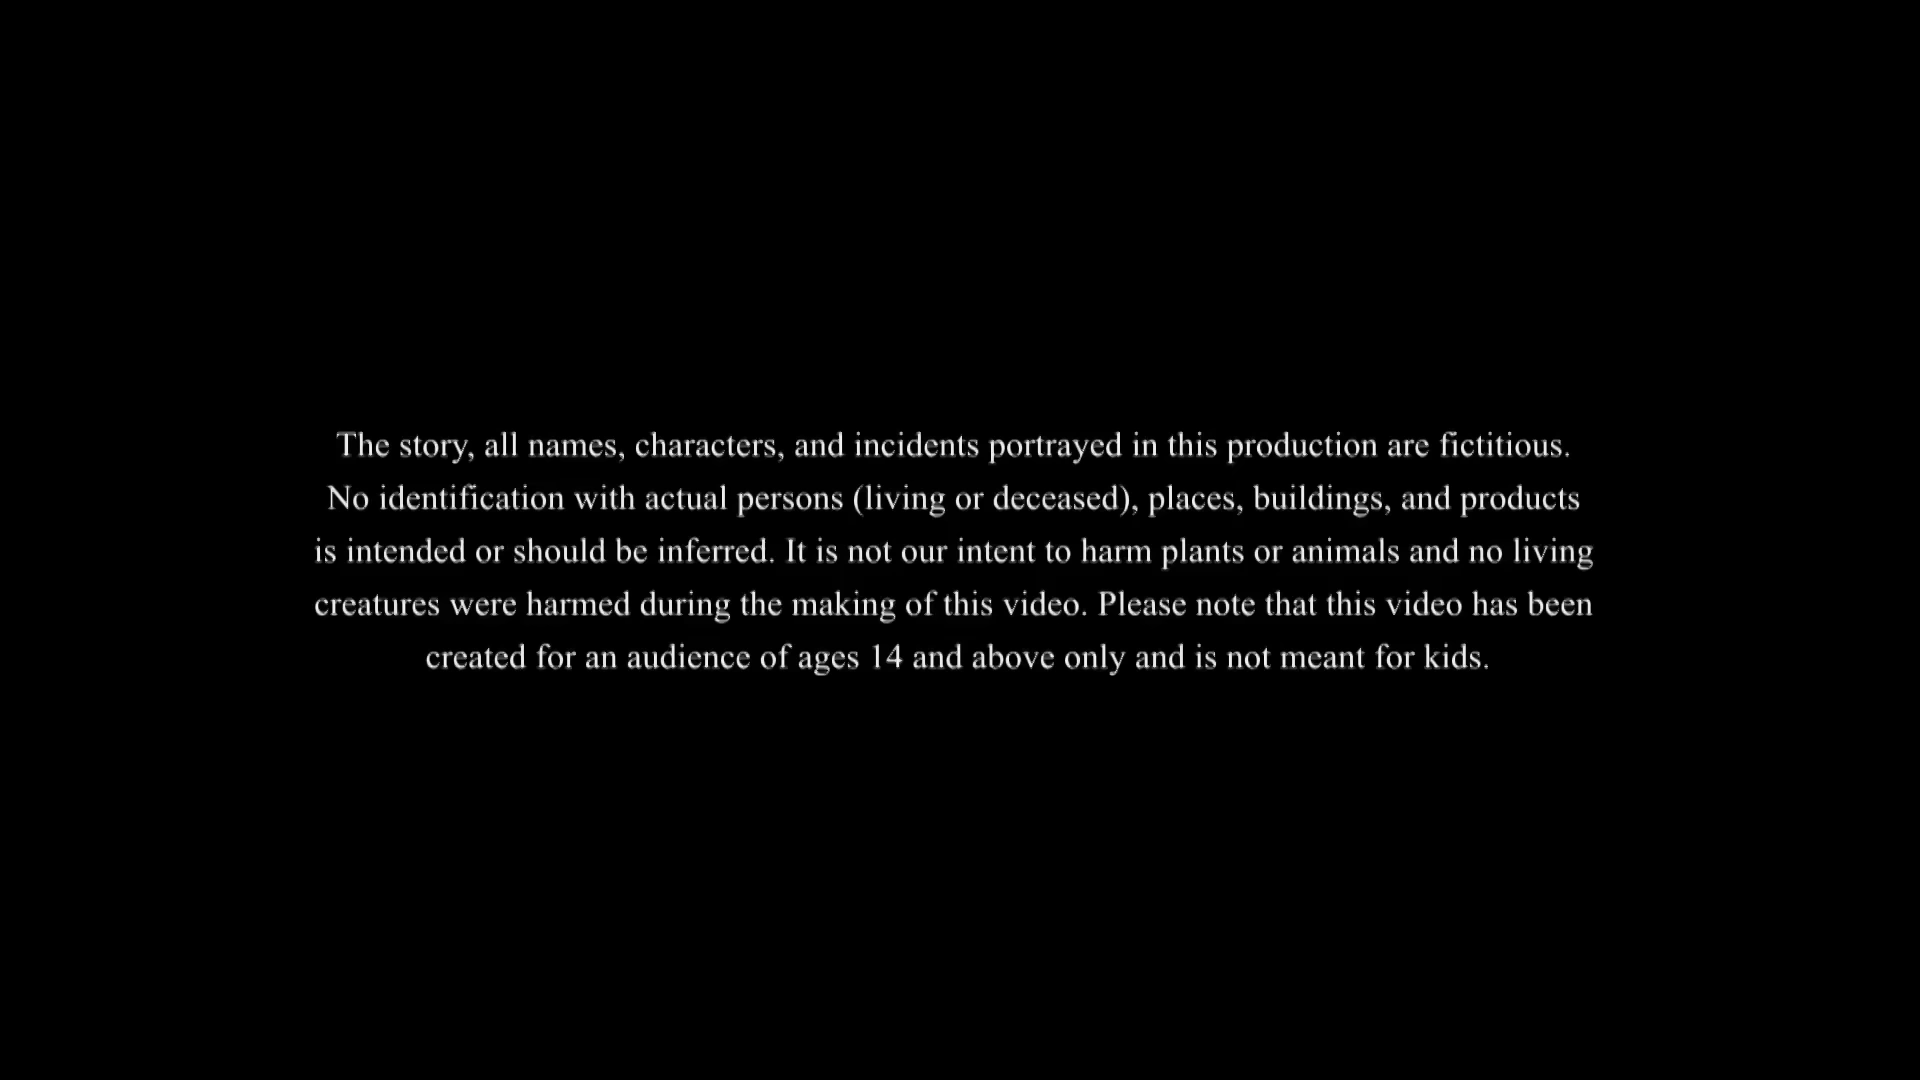 The story, all names, characters, and incidents portrayed in this production are fictitious.
No identification with actual persons (living or deceased), places, buildings, and products
is intended or should be inferred. It is not our intent to harm plants or animals and no living
creatures were harmed during the making of this video. Please note that this video has been
created for an audience of ages 14 and above only and is not meant for kids.